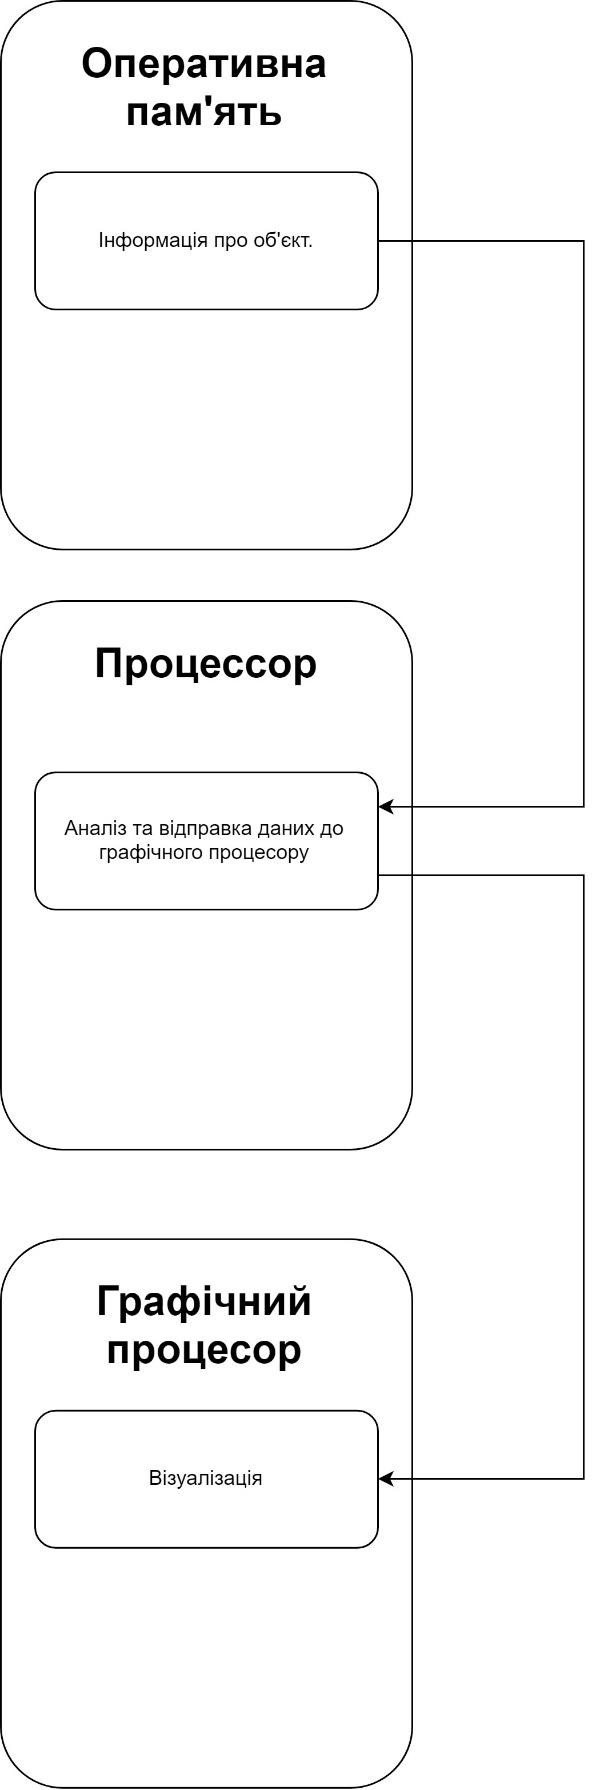 Оперативна
пам'ять
Інформація про об'єкт.
Процессор
Аналіз та відправка даних до
графічного процесору
Графічний
процесор
Візуалізація